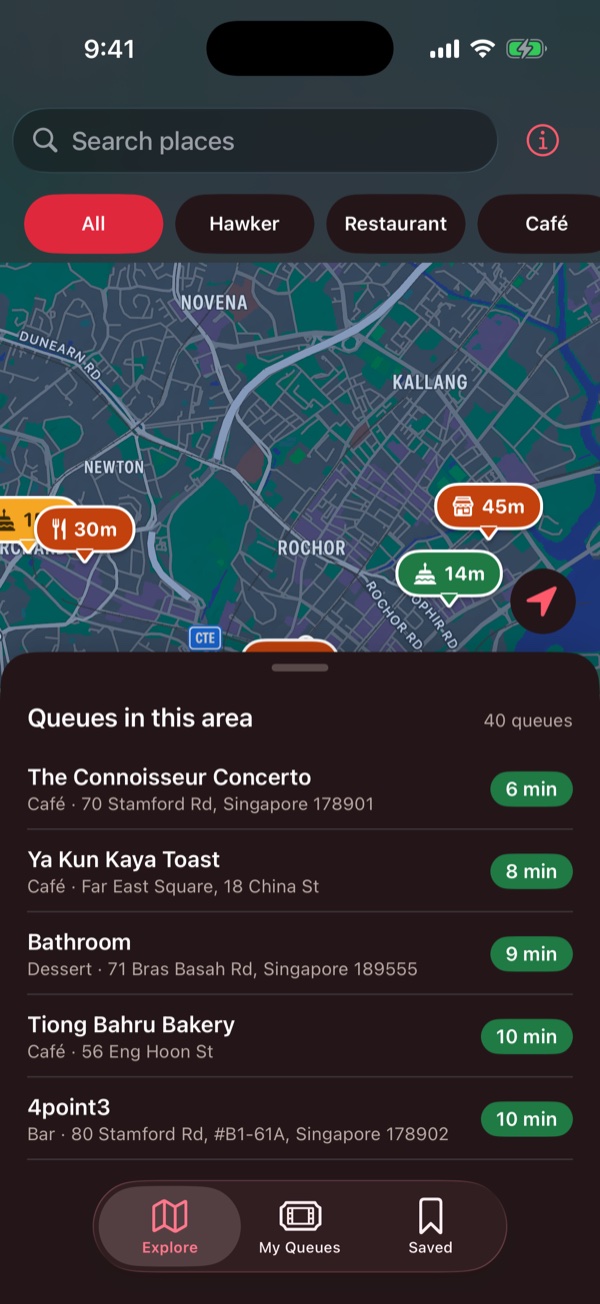 9:41
Search places
All
Hawker
Restaurant
Café
NOVENA
DUNEARN RD
KALLANG
NEWTON
45m
30m
ROCHOR
14m
ROCHOR RD
OPHIR-RD
CTE
Queues in this area
40 queues
The Connoisseur Concerto
Café · 70 Stamford Rd, Singapore 178901
6 min
Ya Kun Kaya Toast
Café · Far East Square, 18 China St
8 min
Bathroom
Dessert · 71 Bras Basah Rd, Singapore 189555
9 min
Tiong Bahru Bakery
Café · 56 Eng Hoon St
10 min
4point3
Bar · 80 Stamford Rd, #B1-61A, Singapore 178902
10 min
Explore
My Queues
Saved